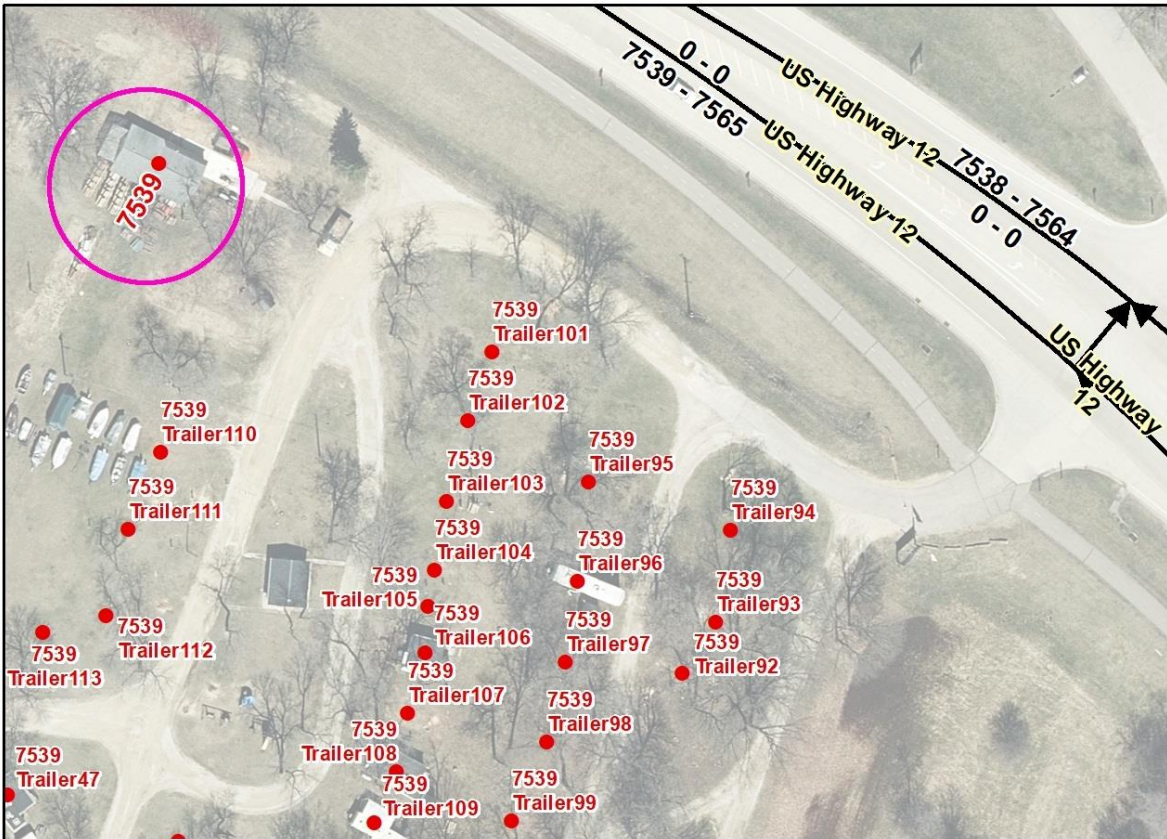 0 - 0
7539 - 7565
US Highway 12
US Highway 12
7538 - 7564
0 - 0
US Highway
12
7539
7539
Trailer101
7539
Trailer102
7539
Trailer110
7539
Trailer103
7539
Trailer95
7539
Trailer111
7539
Trailer94
7539
Trailer104
7539
Trailer96
7539
Trailer105
7539
Trailer93
7539
Trailer106
7539
Trailer97
7539
Trailer112
7539
Trailer113
7539
Trailer92
7539
Trailer107
7539
Trailer98
7539
Trailer108
7539
Trailer47
7539
Trailer109
7539
Trailer99